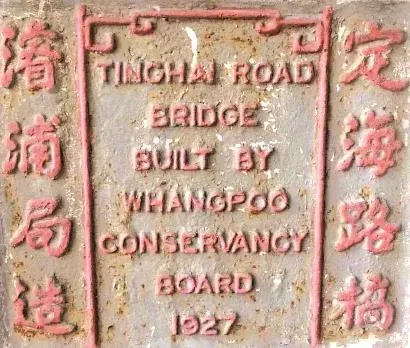 定海路橋
TINGHAI ROAD
BRIDGE
BUILT BY
WHANGPOO
CONSERVANCY
BOARD
1927
濬浦局造